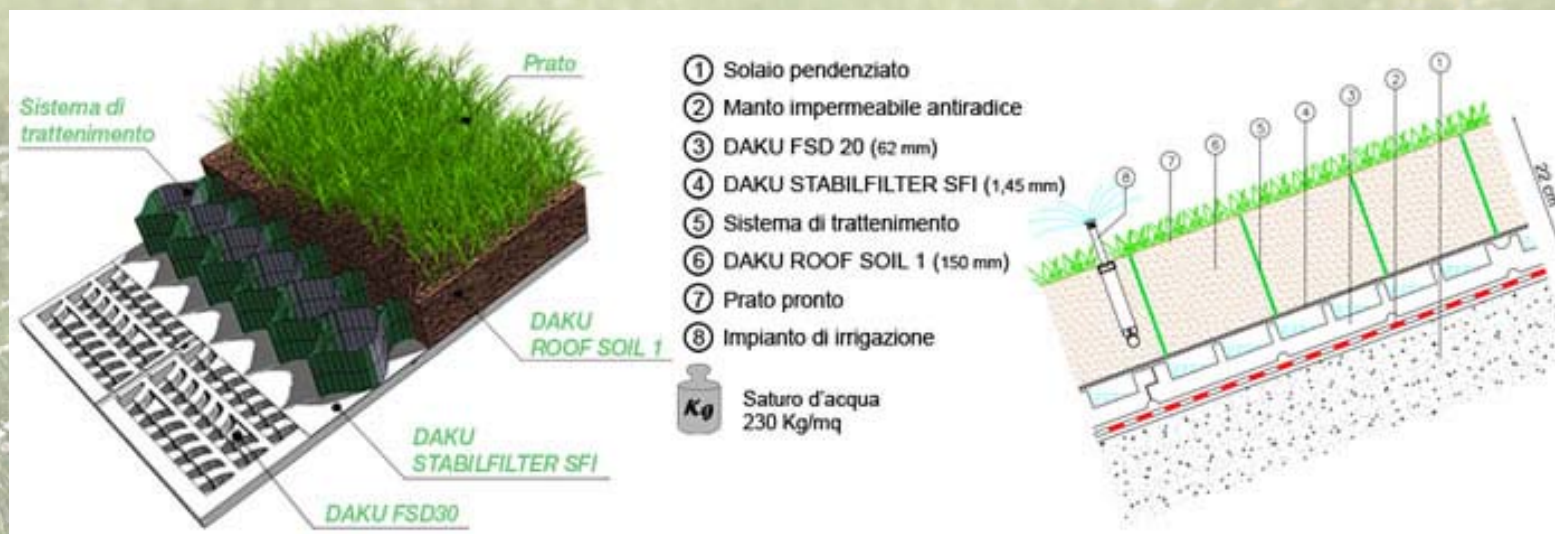 Prato
Sistema di
trattenimento
DAKU
ROOF SOIL 1
DAKU
STABILFILTER SFI
DAKU FSD30
1 Solaio pendenziato
2 Manto impermeabile antiradice
3 DAKU FSD 20 (62 mm)
4 DAKU STABILFILTER SFI (1,45 mm)
5 Sistema di trattenimento
6 DAKU ROOF SOIL 1 (150 mm)
7 Prato pronto
8 Impianto di irrigazione
Kg
Saturo d'acqua
230 Kg/mq
1
2
3
4
5
6
7
8
22 cm